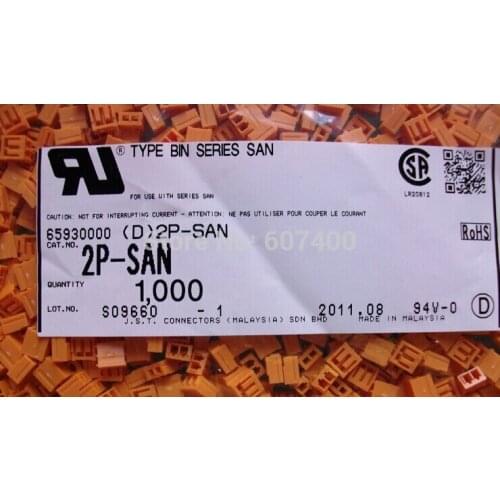 RU ® TYPE BIN SERIES SAN
FOR USE WITH SERIES SAN
SA
LR20812
CAUTION: NOT FOR INTERRUPTING CURRENT - ATTENTION: NE PAS UTILISER POUR COUPER LE COURANT
65930000 (D)2P-SAN
RoHS
CAT.NO. 2P-SAN
607400
QUANTITY 1,000
LOT.NO. S09660 - 1 2011.08 94V-0 D
J.S.T. CONNECTORS (MALAYSIA) SDN BHD MADE IN MALAYSIA